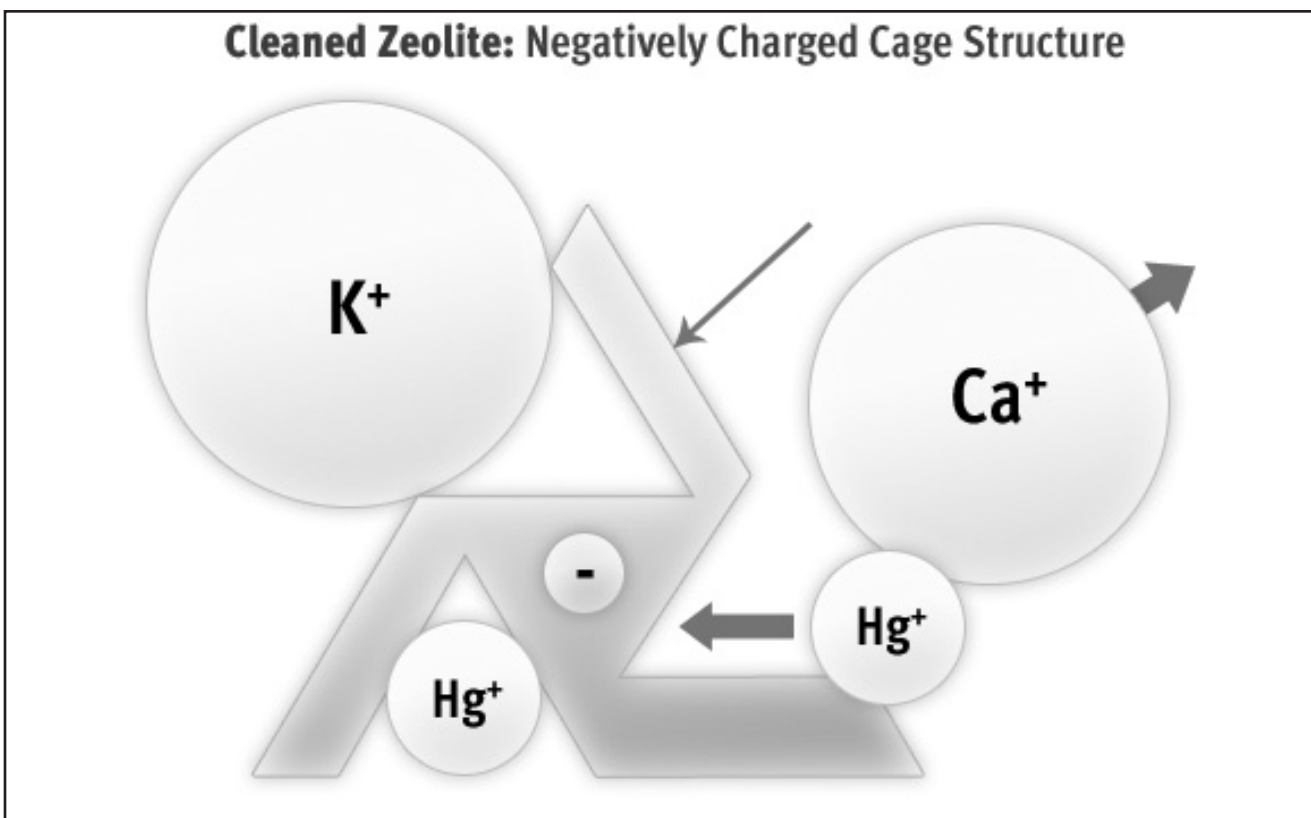 Cleaned Zeolite: Negatively Charged Cage Structure
K⁺
Ca⁺
-
Hg⁺
Hg⁺